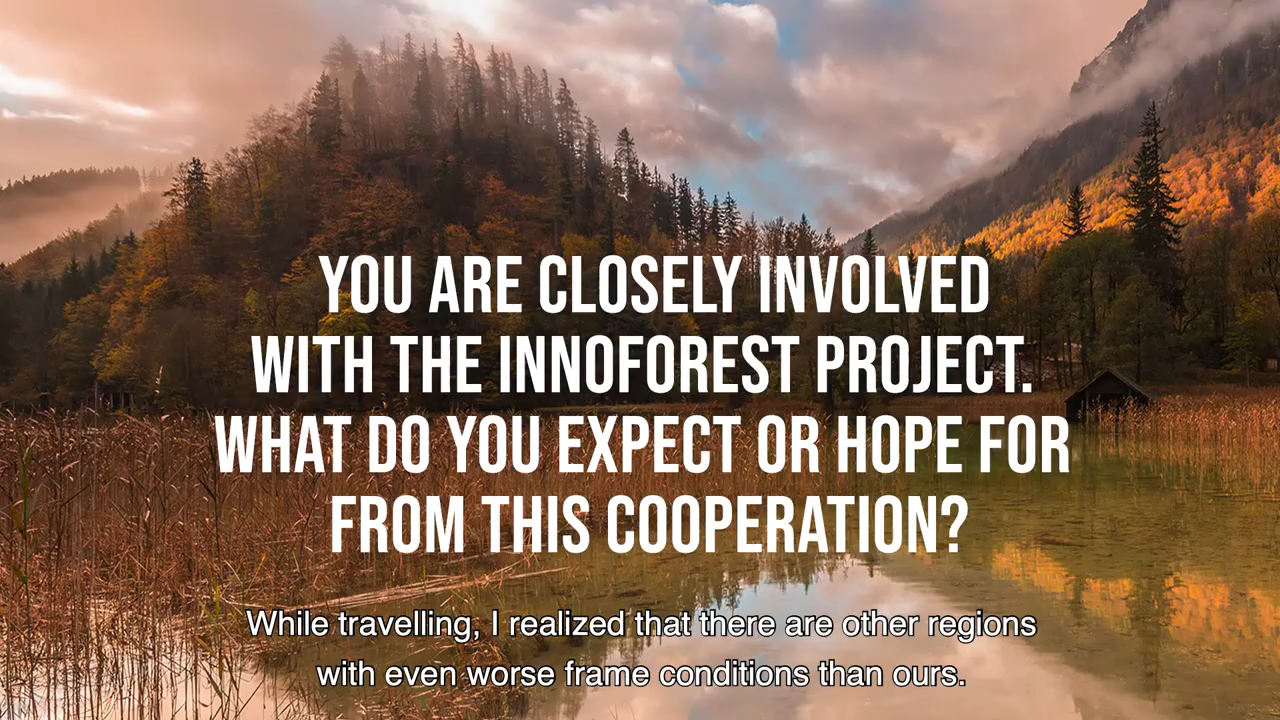 YOU ARE CLOSELY INVOLVED
WITH THE INNOFOREST PROJECT.
WHAT DO YOU EXPECT OR HOPE FOR
FROM THIS COOPERATION?
While travelling, I realized that there are other regions
with even worse frame conditions than ours.